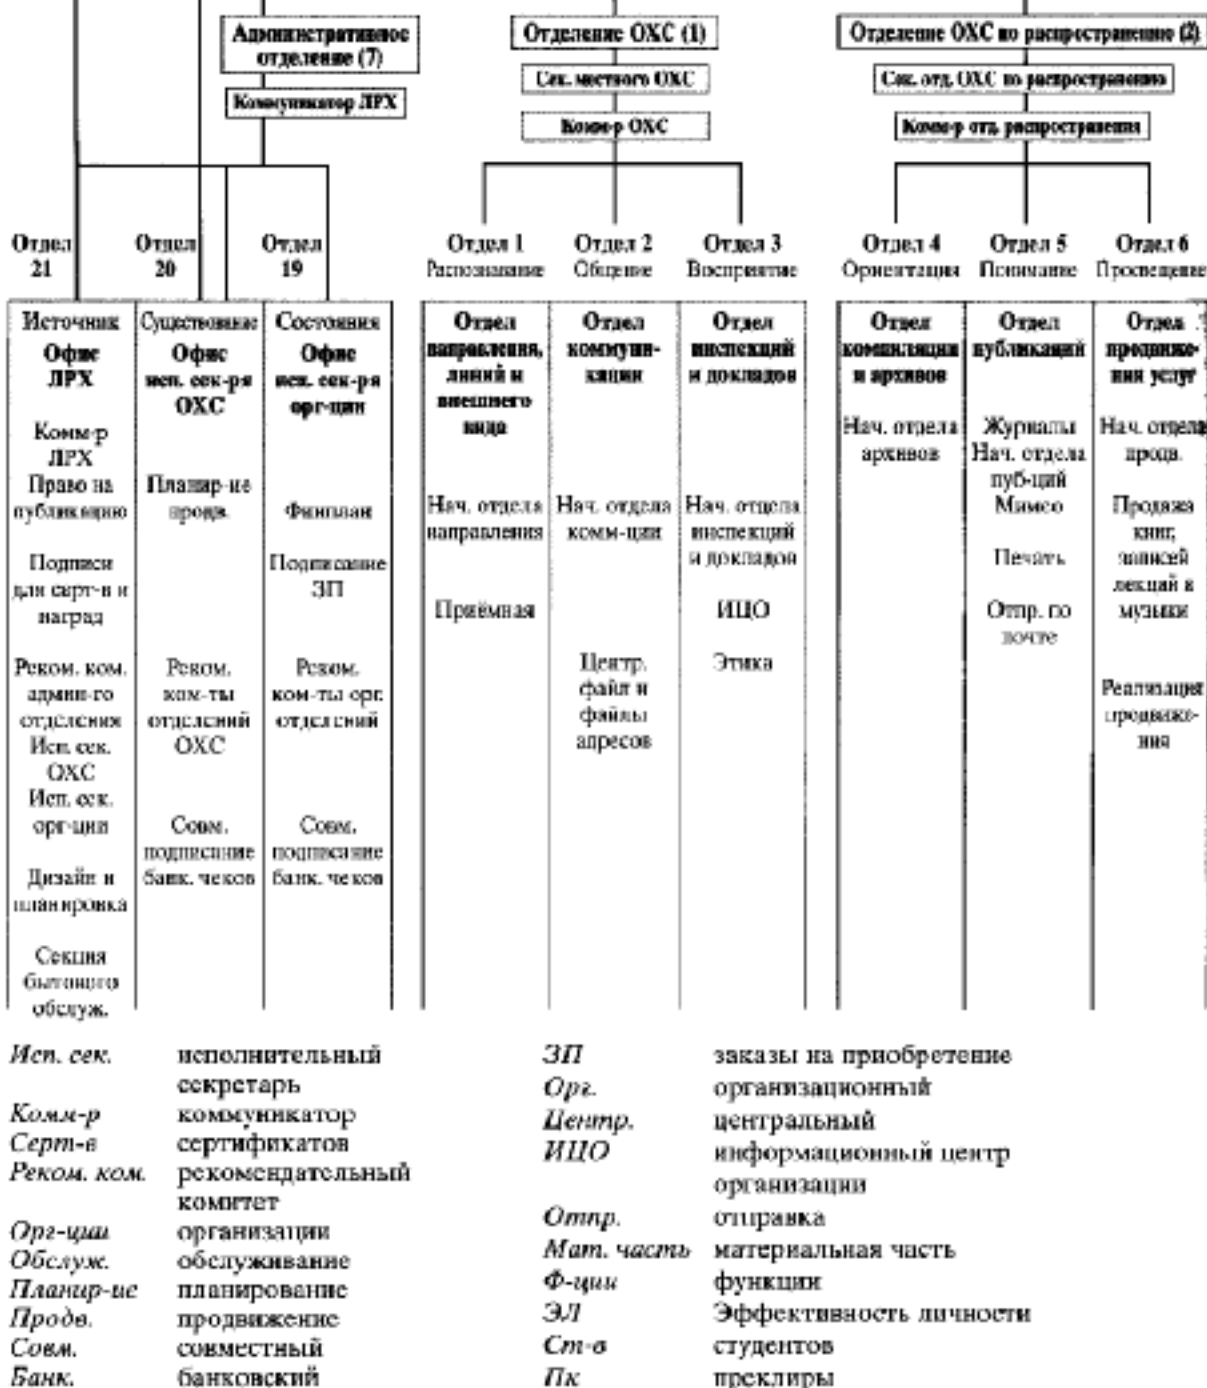 Административное
отделение (7)
Коммуникатор ЛРХ
Отдел
21
Отдел
20
Отдел
19
Источник
Офис
ЛРХ
Комм-р
ЛРХ
Право на
публикацию
Подписи
для серт-в и
наград
Реком. ком.
админ-го
отделения
Исп. сек.
ОХС
Исп. сек.
орг-ции
Дизайн и
планировка
Секция
бытового
обслуж.
Существование
Офис
исп. сек-ря
ОХС
Планир-ие
продв.
Реком.
ком-ты
отделений
ОХС
Совм.
подписание
банк. чеков
Состояния
Офис
исп. сек-ря
орг-ции
Финплан
Подписание
ЗП
Реком.
ком-ты орг.
отделений
Совм.
подписание
банк. чеков
Отделение ОХС (1)
Сек. местного ОХС
Комм-р ОХС
Отдел 1
Распознавание
Отдел 2
Общение
Отдел 3
Восприятие
Отдел
направления,
линий и
внешнего
вида
Нач. отдела
направления
Приёмная
Отдел
коммуни-
кации
Нач. отдела
комм-ции
Центр.
файл и
файлы
адресов
Отдел
инспекций
и докладов
Нач. отдела
инспекций
и докладов
ИЦО
Этика
Отделение ОХС по распространению (2)
Сек. отд. ОХС по распространению
Комм-р отд. распространения
Отдел 4
Ориентация
Отдел 5
Понимание
Отдел 6
Просвещение
Отдел
компиляции
и архивов
Нач. отдела
архивов
Отдел
публикаций
Журналы
Нач. отдела
пуб-ций
Мимео
Печать
Отпр. по
почте
Отдел
продвиже-
ния услуг
Нач. отдела
продв.
Продажа
книг,
записей
лекций и
музыки
Реализация
продвиже-
ния
Исп. сек. исполнительный
секретарь
Комм-р коммуникатор
Серт-в сертификатов
Реком. ком. рекомендательный
комитет
Орг-ции организации
Обслуж. обслуживание
Планир-ие планирование
Продв. продвижение
Совм. совместный
Банк. банковский
ЗП заказы на приобретение
Орг. организационный
Центр. центральный
ИЦО информационный центр
организации
Отпр. отправка
Мат. часть материальная часть
Ф-ции функции
ЭЛ Эффективность личности
Ст-в студентов
Пк преклиры